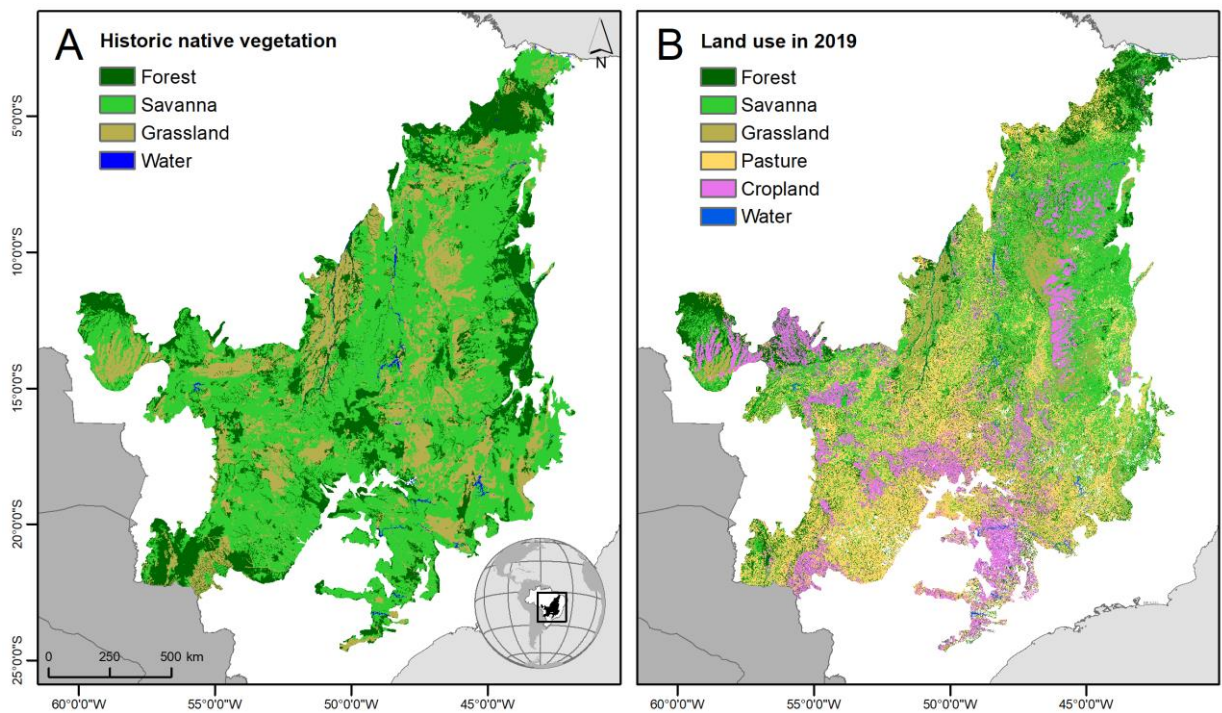 A Historic native vegetation
Forest
Savanna
Grassland
Water
N
5°0'0"S
10°0'0"S
15°0'0"S
20°0'0"S
25°0'0"S
0 250 500 km
60°0'0"W 55°0'0"W 50°0'0"W 45°0'0"W
B Land use in 2019
Forest
Savanna
Grassland
Pasture
Cropland
Water
60°0'0"W 55°0'0"W 50°0'0"W 45°0'0"W